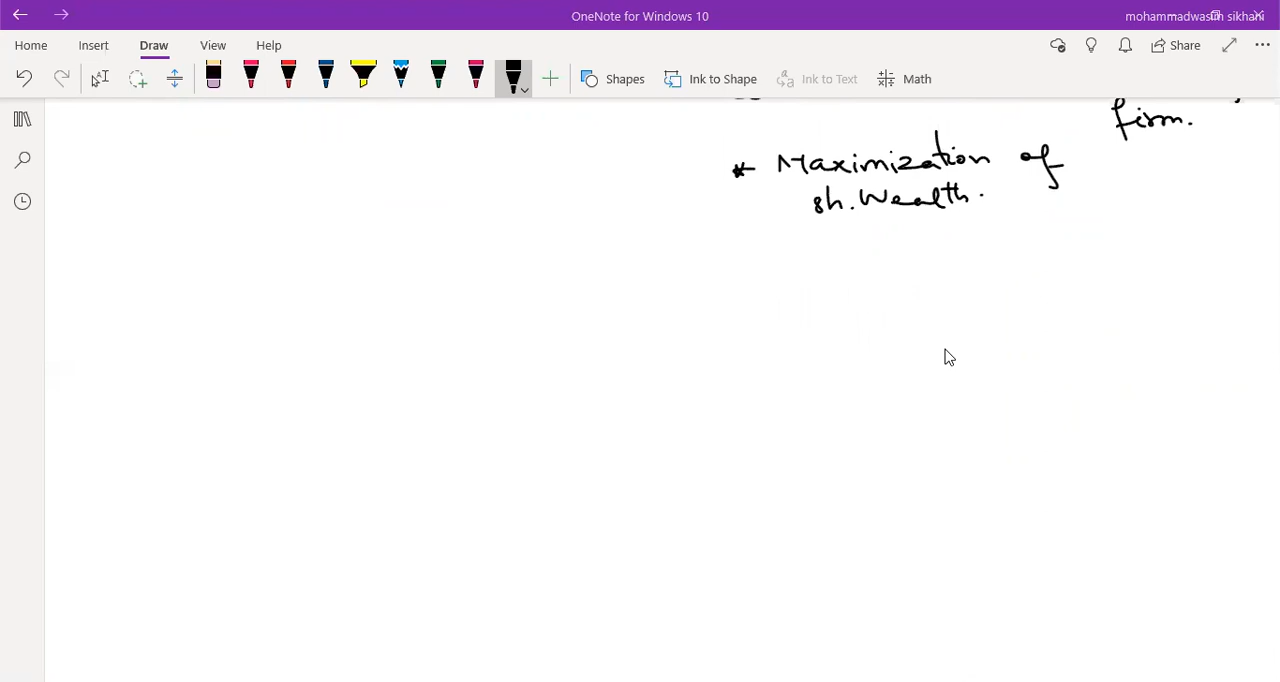 OneNote for Windows 10
mohammadwasim sikhani
Home Insert Draw View Help
Share
Shapes Ink to Shape Ink to Text Math
firm.
* Maximization of
sh. Wealth.